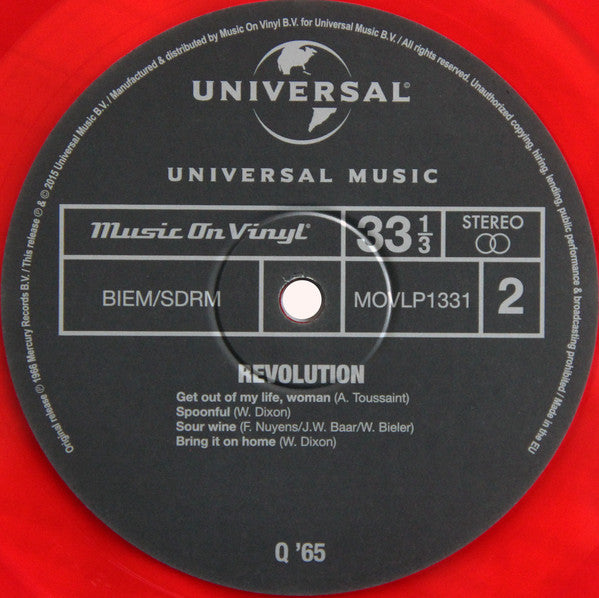 Original release ℗ 1966 Mercury Records B.V. / This release ℗ & © 2015 Universal Music B.V. / Manufactured & distributed by Music On Vinyl B.V. for Universal Music B.V. / All rights reserved. Unauthorized copying, hiring, lending, public performance & broadcasting prohibited / Made in the EU
UNIVERSAL®
UNIVERSAL MUSIC
Music On Vinyl® 33 1/3 STEREO
BIEM/SDRM MOVLP1331 2
REVOLUTION
Get out of my life, woman (A. Toussaint)
Spoonful (W. Dixon)
Sour wine (F. Nuyens/J.W. Baar/W. Bieler)
Bring it on home (W. Dixon)
Q '65